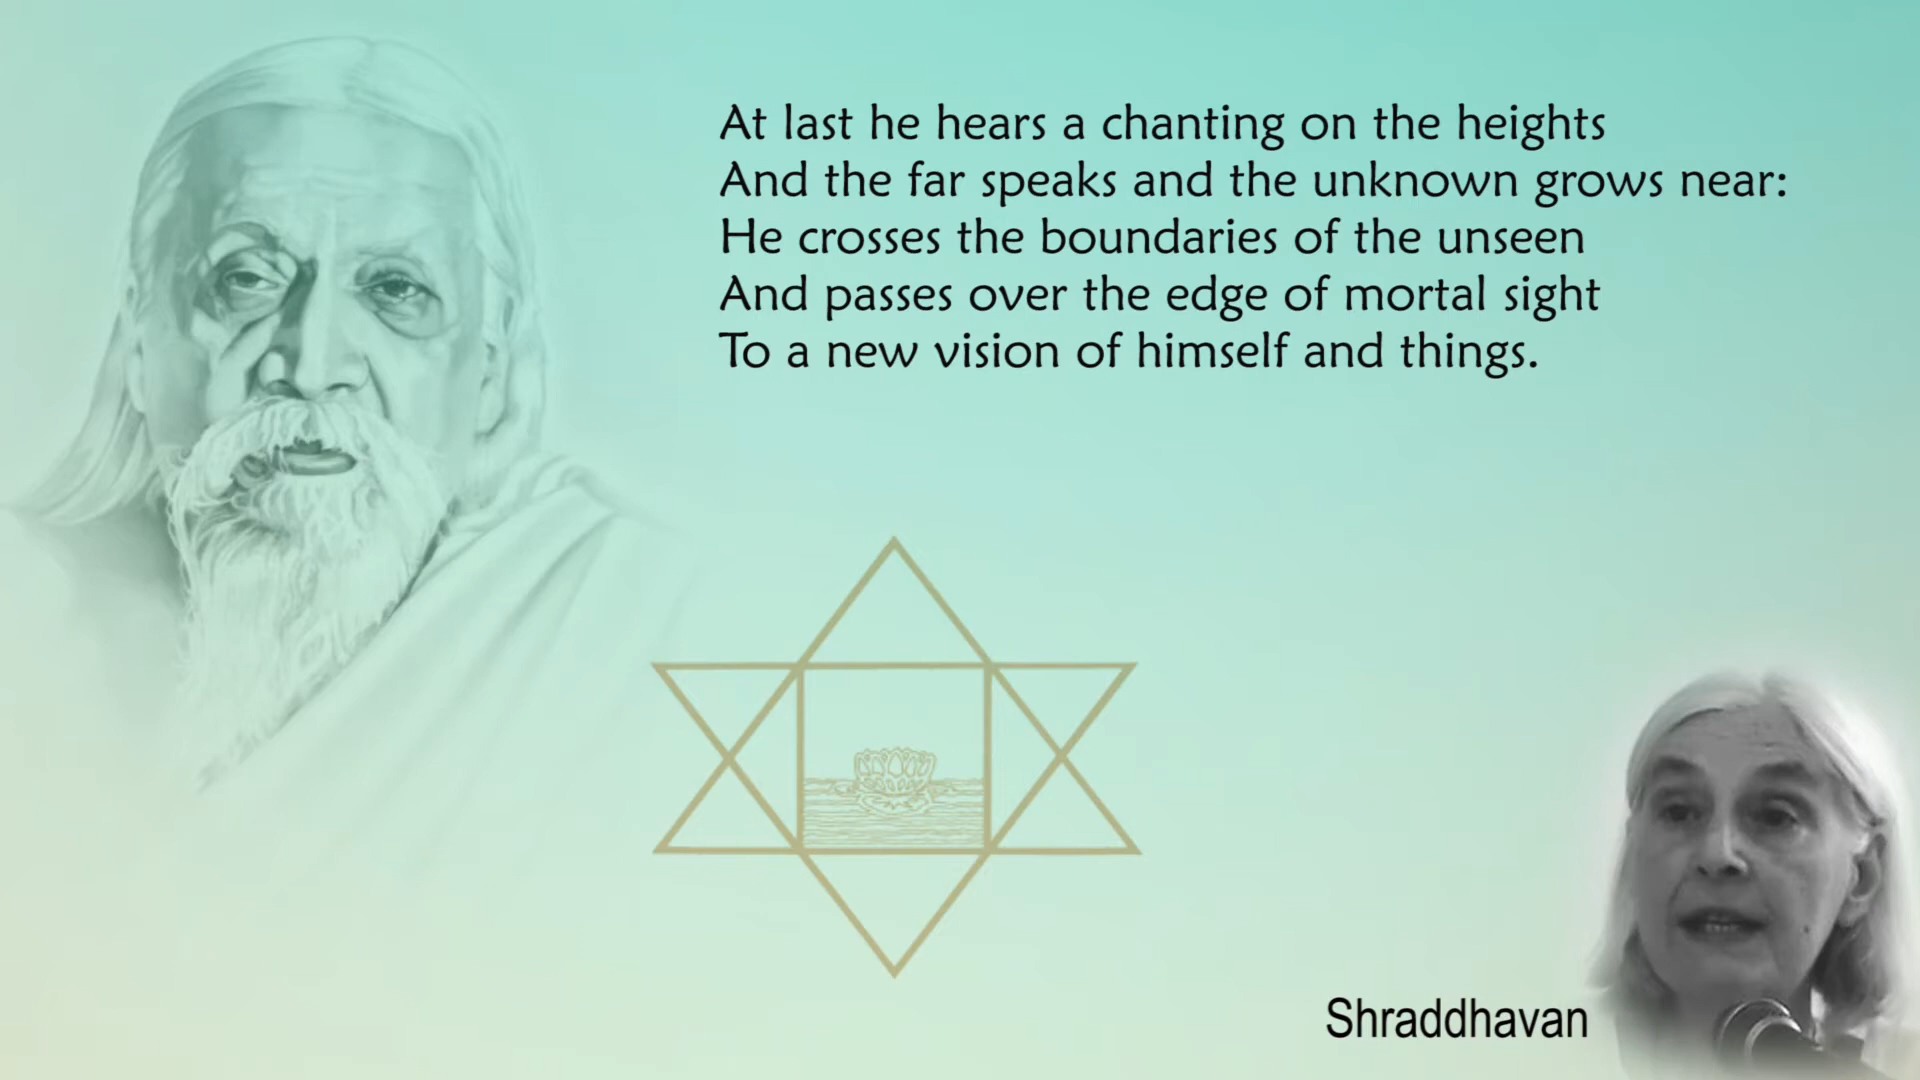 At last he hears a chanting on the heights
And the far speaks and the unknown grows near:
He crosses the boundaries of the unseen
And passes over the edge of mortal sight
To a new vision of himself and things.
Shraddhavan